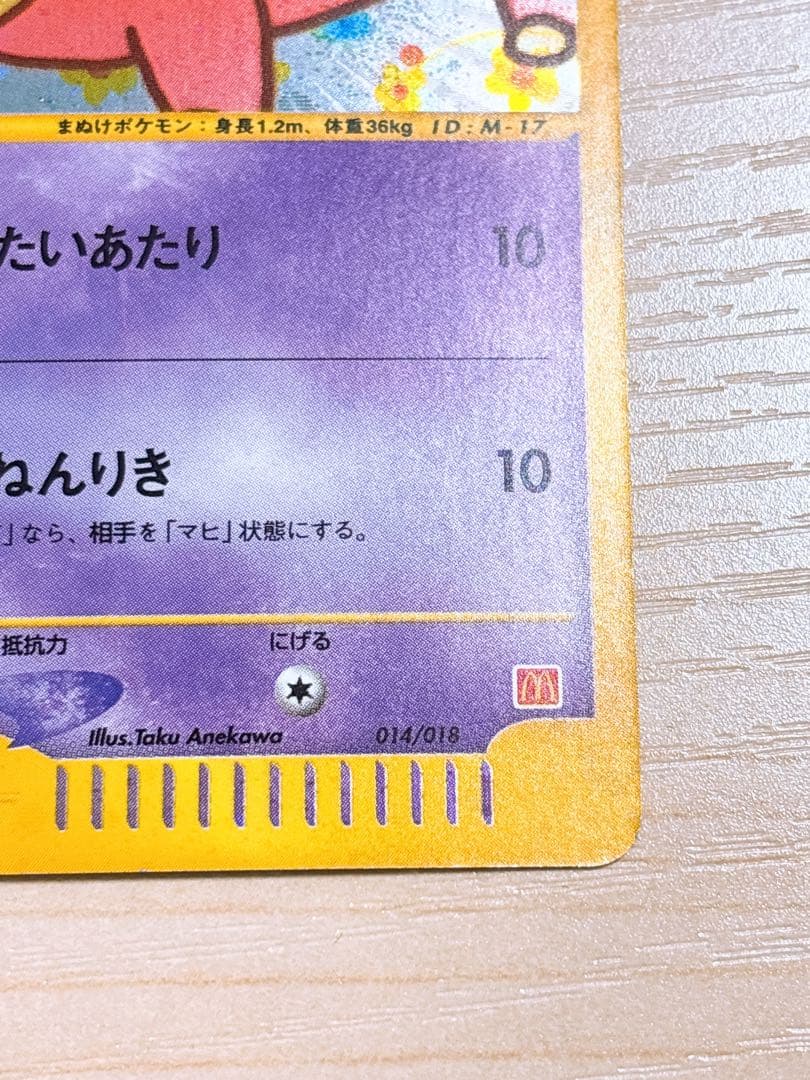 まぬけポケモン：身長1.2m、体重36kg ID:M-17
たいあたり 10
ねんりき 10
」なら、相手を「マヒ」状態にする。
抵抗力 にげる
M
Illus.Taku Anekawa 014/018